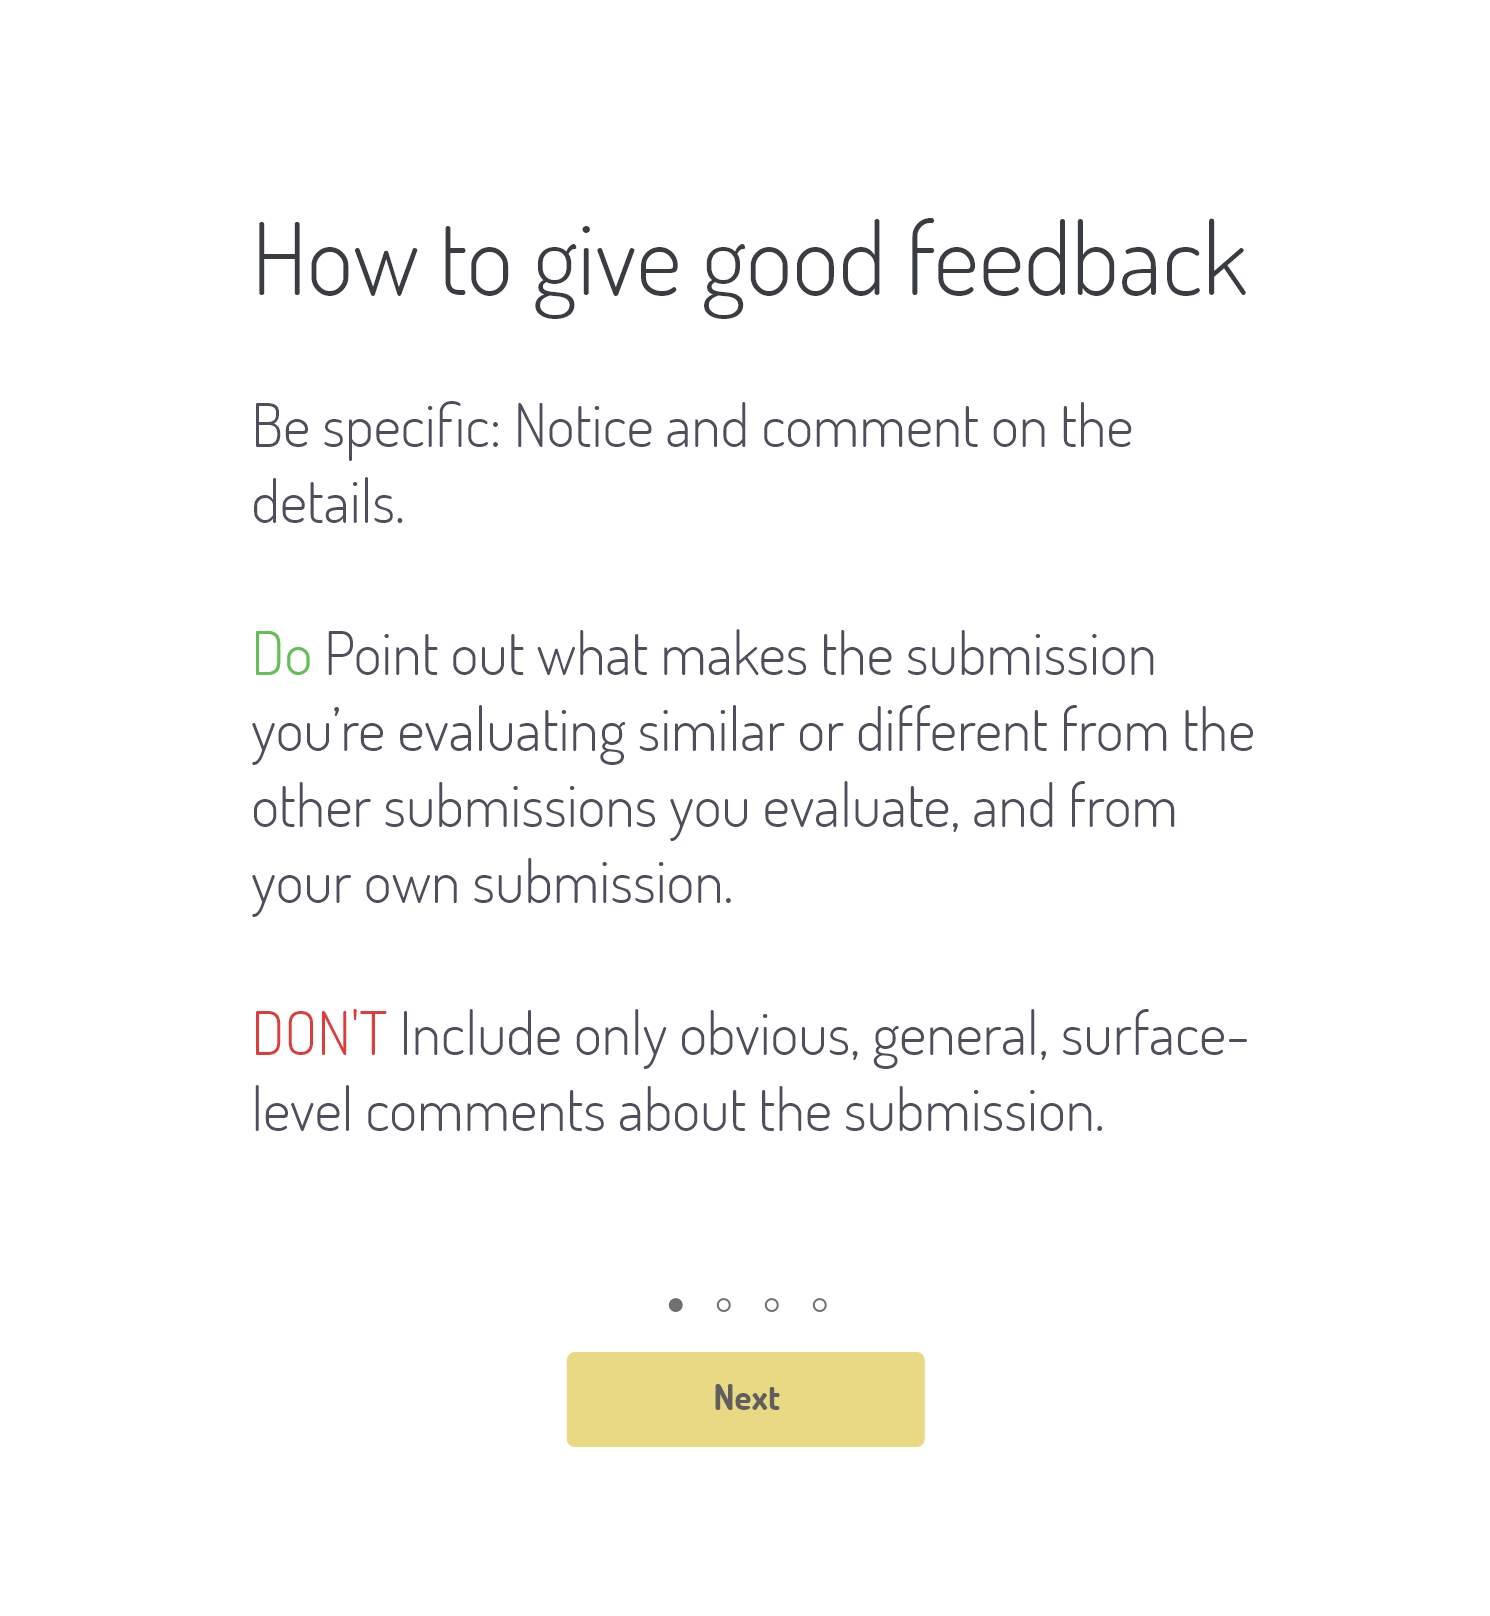 How to give good feedback
Be specific: Notice and comment on the
details.
Do Point out what makes the submission
you’re evaluating similar or different from the
other submissions you evaluate, and from
your own submission.
DON'T Include only obvious, general, surface-
level comments about the submission.
Next